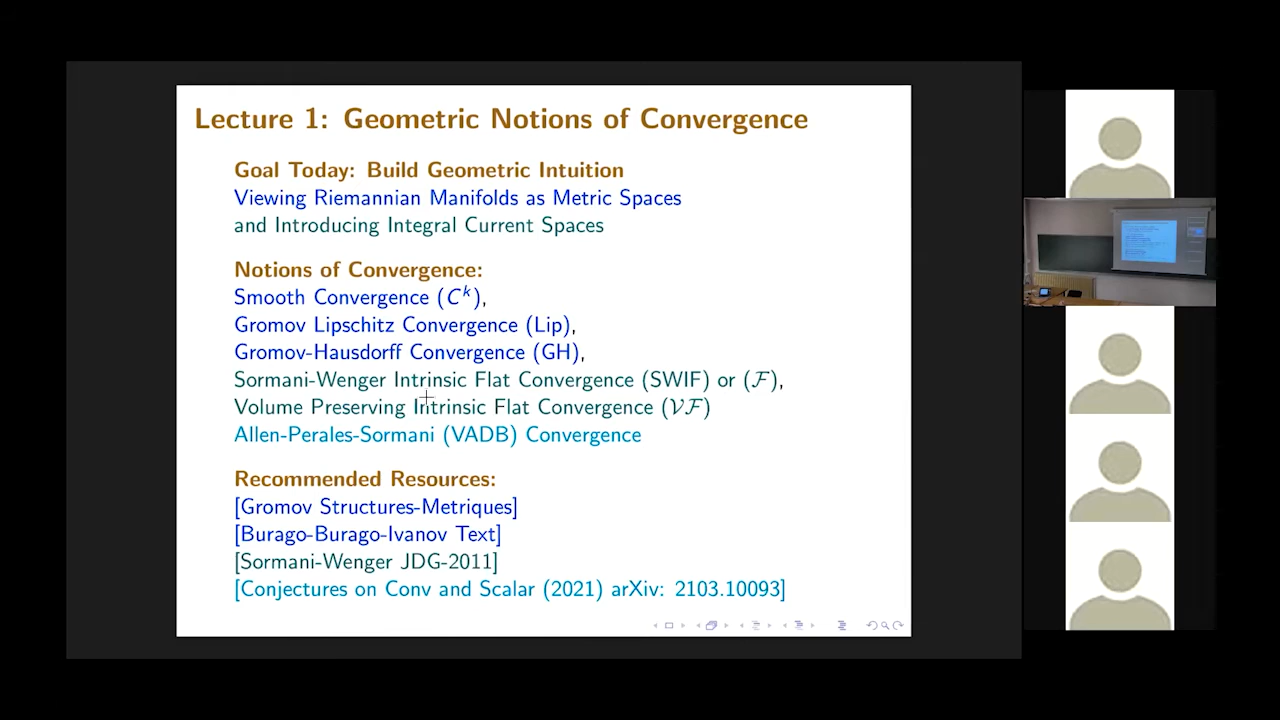 Lecture 1: Geometric Notions of Convergence
Goal Today: Build Geometric Intuition
Viewing Riemannian Manifolds as Metric Spaces
and Introducing Integral Current Spaces
Notions of Convergence:
Smooth Convergence (C^k),
Gromov Lipschitz Convergence (Lip),
Gromov-Hausdorff Convergence (GH),
Sormani-Wenger Intrinsic Flat Convergence (SWIF) or (ℱ),
Volume Preserving Intrinsic Flat Convergence (𝒱ℱ)
Allen-Perales-Sormani (VADB) Convergence
Recommended Resources:
[Gromov Structures-Metriques]
[Burago-Burago-Ivanov Text]
[Sormani-Wenger JDG-2011]
[Conjectures on Conv and Scalar (2021) arXiv: 2103.10093]